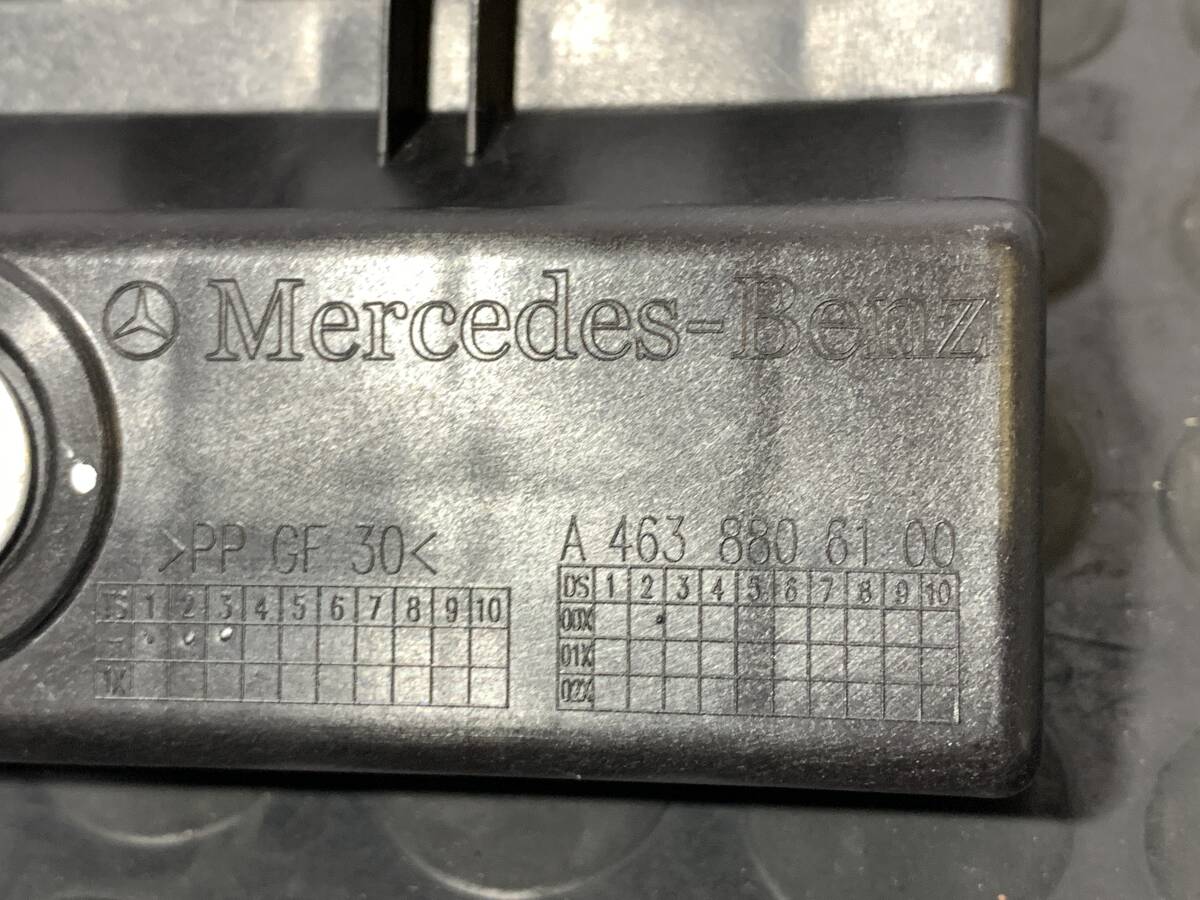 Mercedes-Benz
>PP GF 30<
A 463 880 61 00
1 2 3 4 5 6 7 8 9 10
1X
DS 1 2 3 4 5 6 7 8 9 10
00X
01X
02X